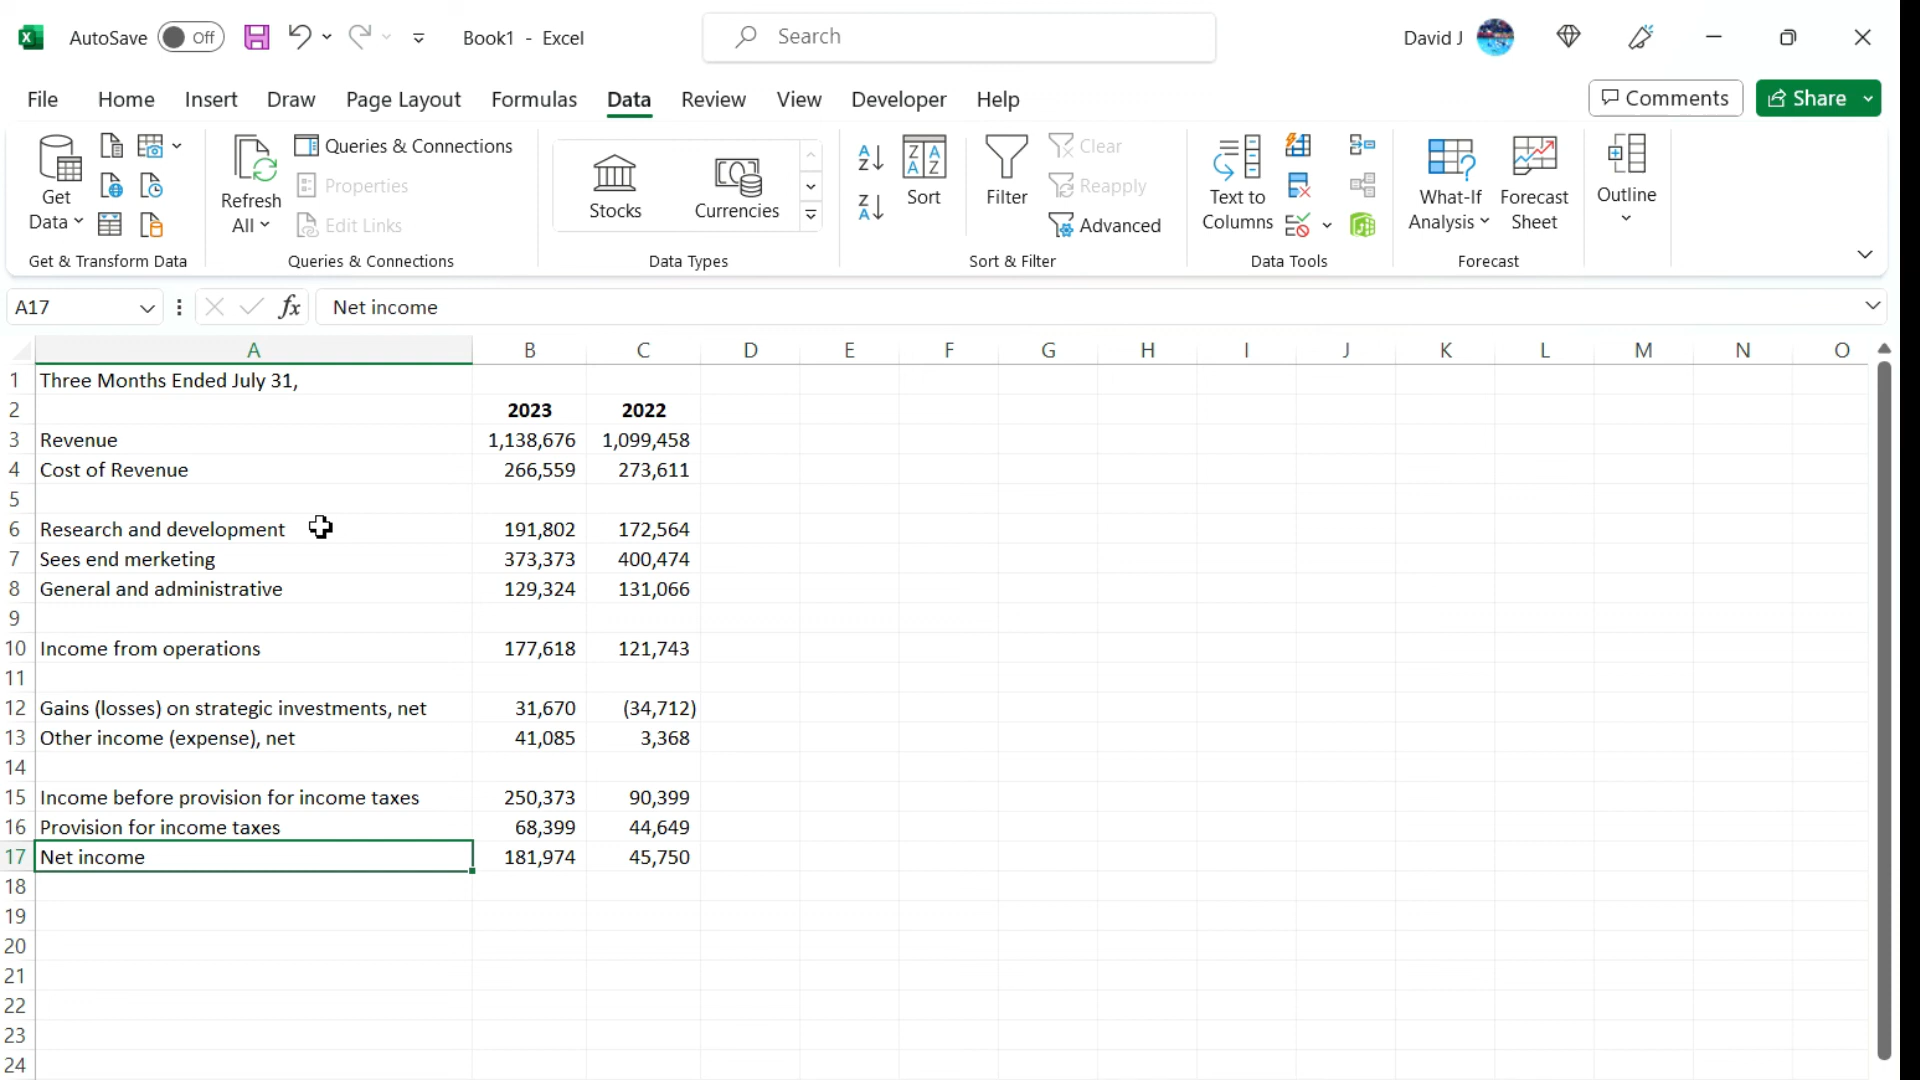 AutoSave Off Book1 - Excel Search David J
File Home Insert Draw Page Layout Formulas Data Review View Developer Help Comments Share
Get Data Refresh All Queries & Connections Properties Edit Links Stocks Currencies Sort Filter Clear Reapply Advanced Text to Columns What-If Analysis Forecast Sheet Outline
Get & Transform Data Queries & Connections Data Types Sort & Filter Data Tools Forecast
A17 fx Net income
A B C D E F G H I J K L M N O
1 Three Months Ended July 31,
2 2023 2022
3 Revenue 1,138,676 1,099,458
4 Cost of Revenue 266,559 273,611
5
6 Research and development 191,802 172,564
7 Sees end merketing 373,373 400,474
8 General and administrative 129,324 131,066
9
10 Income from operations 177,618 121,743
11
12 Gains (losses) on strategic investments, net 31,670 (34,712)
13 Other income (expense), net 41,085 3,368
14
15 Income before provision for income taxes 250,373 90,399
16 Provision for income taxes 68,399 44,649
17 Net income 181,974 45,750
18
19
20
21
22
23
24